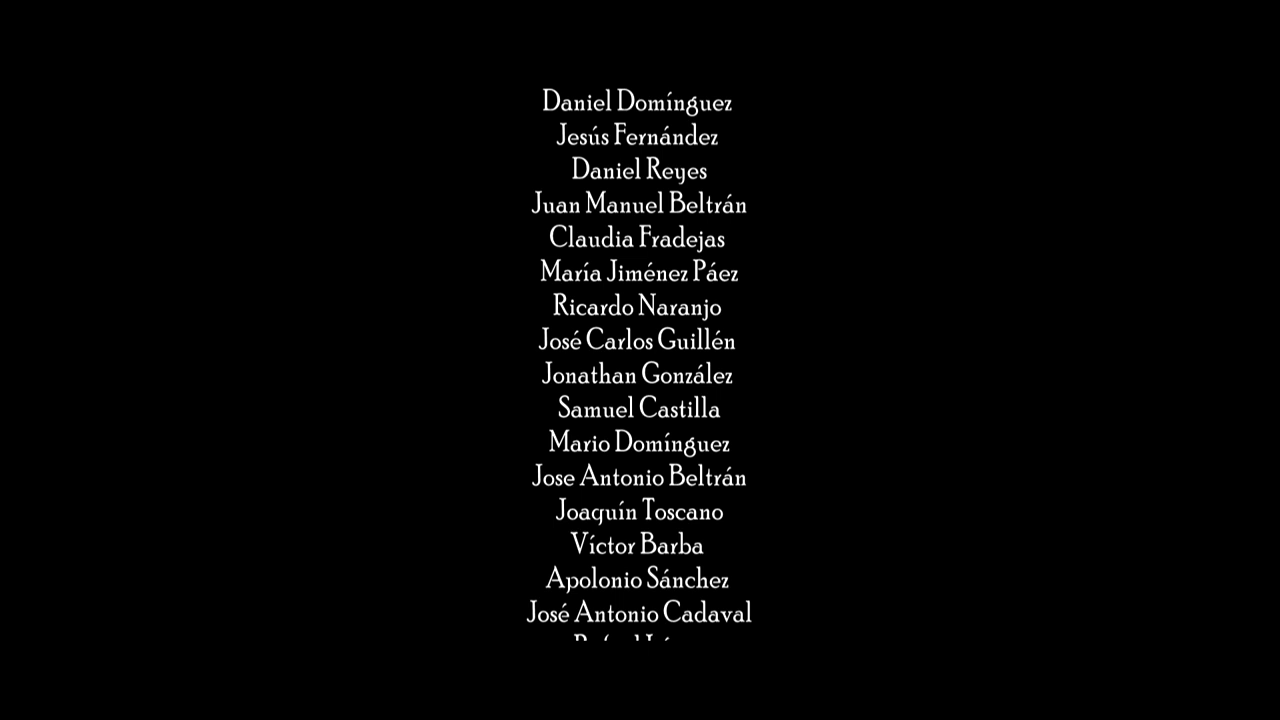 Daniel Domínguez
Jesús Fernández
Daniel Reyes
Juan Manuel Beltrán
Claudia Fradejas
María Jiménez Páez
Ricardo Naranjo
José Carlos Guillén
Jonathan González
Samuel Castilla
Mario Domínguez
Jose Antonio Beltrán
Joaquín Toscano
Víctor Barba
Apolonio Sánchez
José Antonio Cadaval